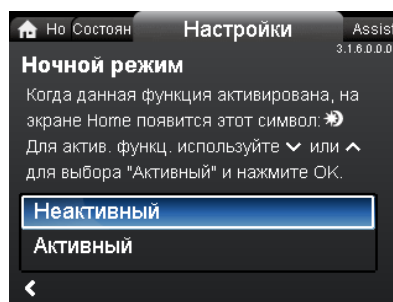 Но Состоян Настройки Assist
3.1.6.0.0.0
Ночной режим
Когда данная функция активирована, на
экране Home появится этот символ:
Для актив. функц. используйте или
для выбора "Активный" и нажмите OK.
Неактивный
Активный